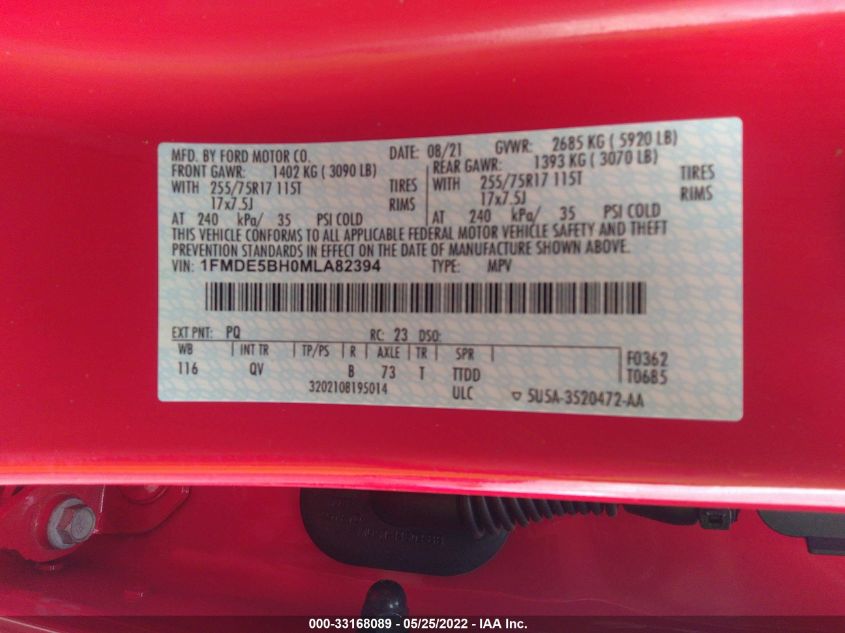 MFD. BY FORD MOTOR CO. DATE: 08/21 GVWR: 2685 KG ( 5920 LB)
FRONT GAWR: 1402 KG ( 3090 LB) REAR GAWR: 1393 KG ( 3070 LB)
WITH 255/75R17 115T TIRES WITH 255/75R17 115T TIRES
17x7.5J RIMS 17x7.5J RIMS
AT 240 kPa/ 35 PSI COLD AT 240 kPa/ 35 PSI COLD
THIS VEHICLE CONFORMS TO ALL APPLICABLE FEDERAL MOTOR VEHICLE SAFETY AND THEFT
PREVENTION STANDARDS IN EFFECT ON THE DATE OF MANUFACTURE SHOWN ABOVE.
VIN: 1FMDE5BH0MLA82394 TYPE: MPV
EXT PNT: PQ RC: 23 DSO:
WB INT TR TP/PS R AXLE TR SPR F0362
116 QV B 73 T TTDD T0685
3202108195014 ULC 5U5A-3520472-AA
000-33168089 - 05/25/2022 - IAA Inc.